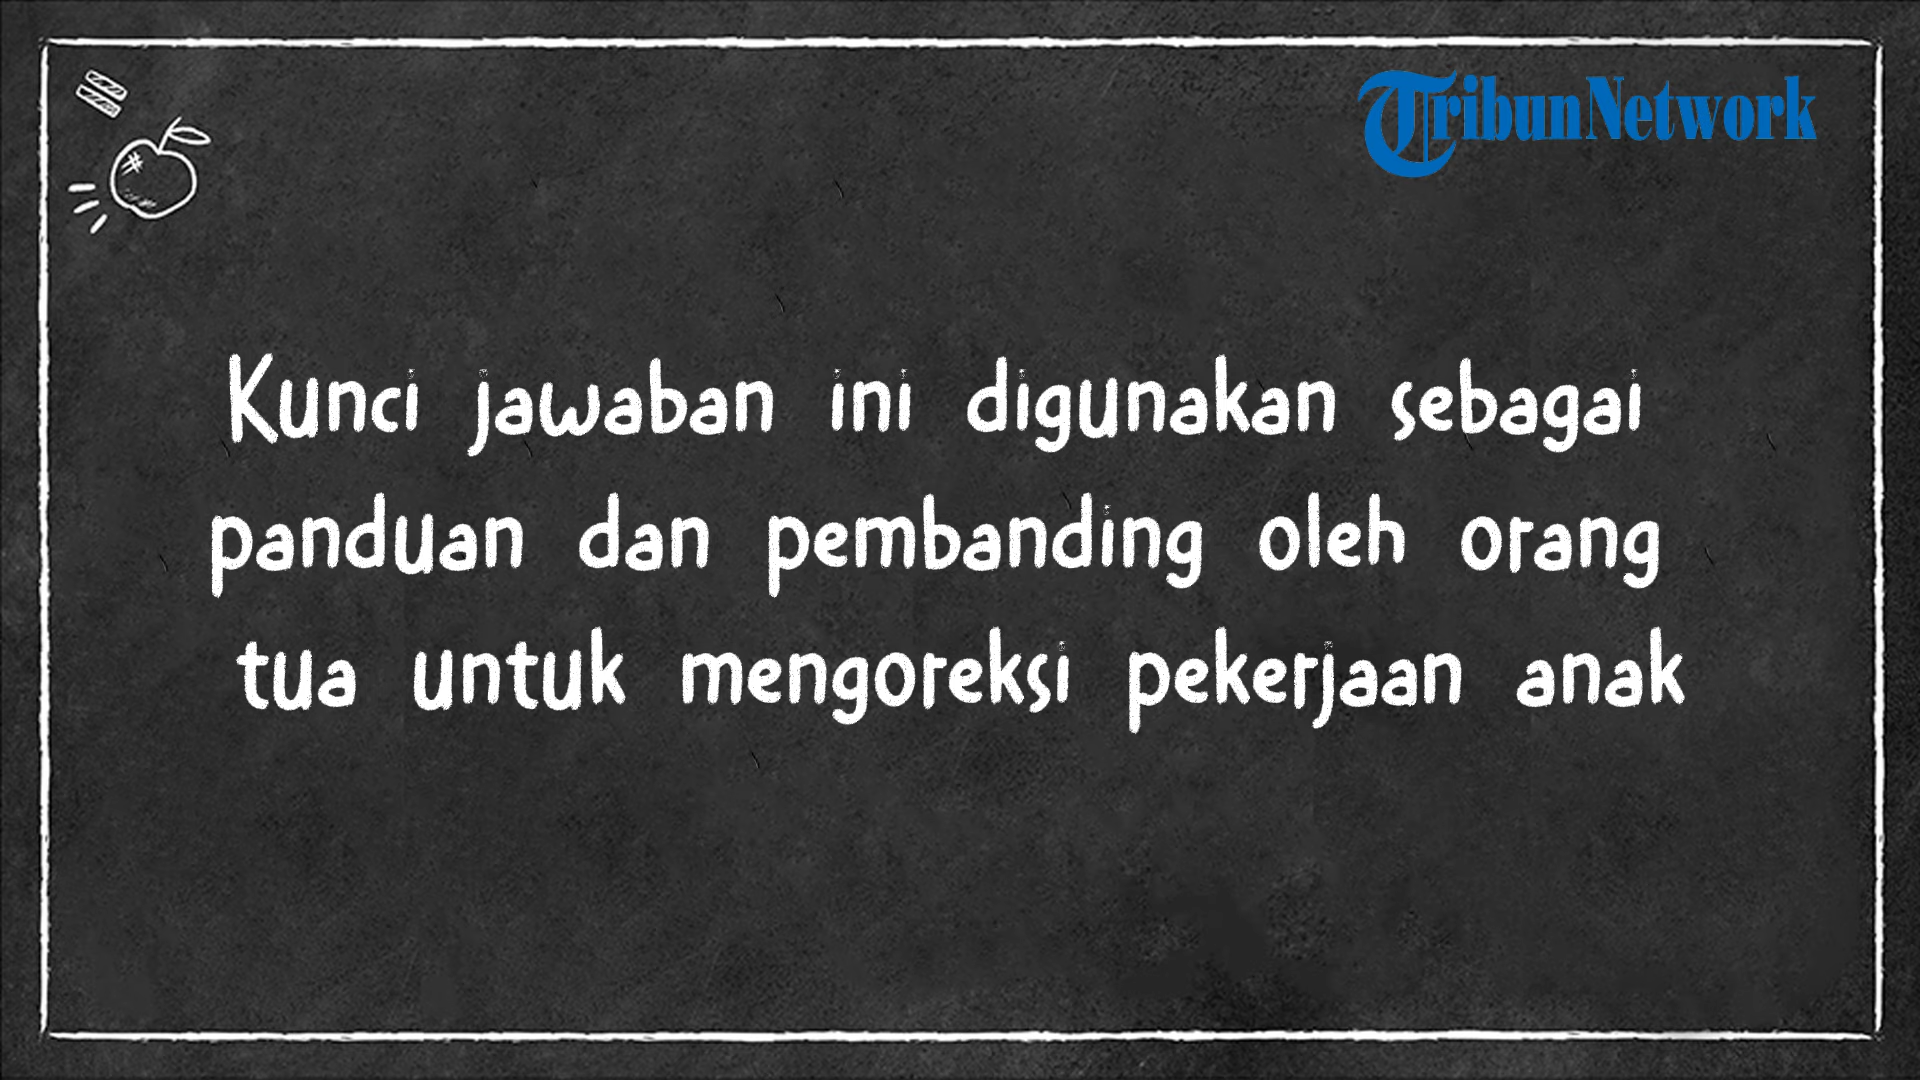 TribunNetwork
Kunci jawaban ini digunakan sebagai
panduan dan pembanding oleh orang
tua untuk mengoreksi pekerjaan anak